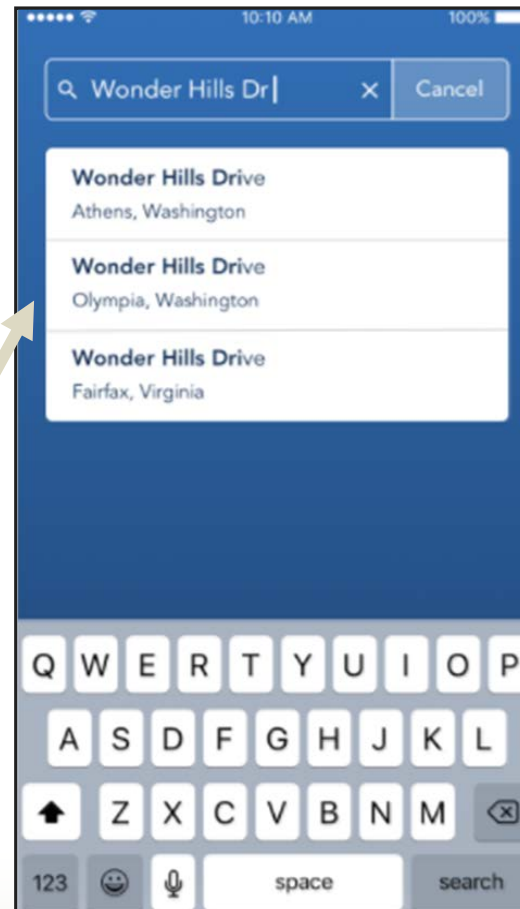 10:10 AM 100%
Wonder Hills Dr Cancel
Wonder Hills Drive
Athens, Washington
Wonder Hills Drive
Olympia, Washington
Wonder Hills Drive
Fairfax, Virginia
Q W E R T Y U I O P
A S D F G H J K L
Z X C V B N M
123 space search